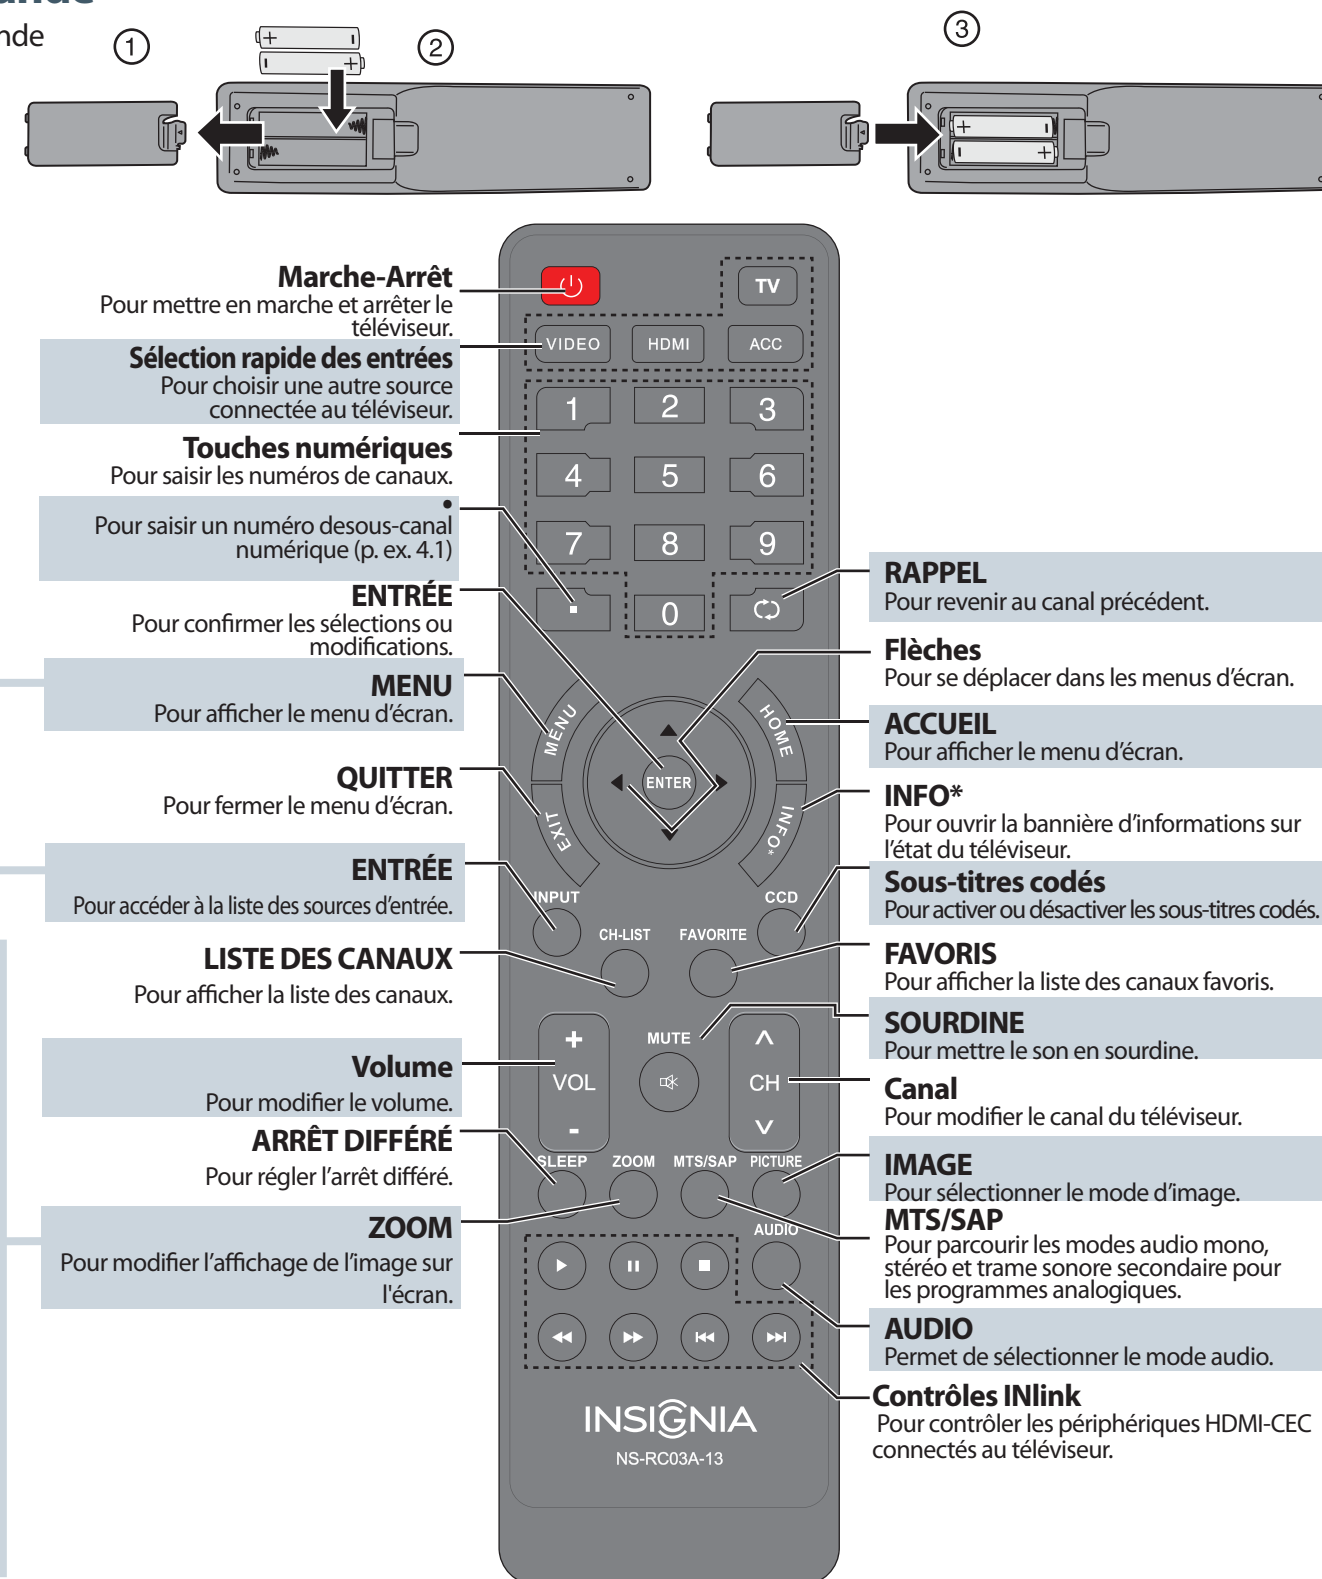 ①
②
③
Marche-Arrêt
Pour mettre en marche et arrêter le
téléviseur.
Sélection rapide des entrées
Pour choisir une autre source
connectée au téléviseur.
Touches numériques
Pour saisir les numéros de canaux.
•
Pour saisir un numéro desous-canal
numérique (p. ex. 4.1)
ENTRÉE
Pour confirmer les sélections ou
modifications.
MENU
Pour afficher le menu d’écran.
QUITTER
Pour fermer le menu d’écran.
ENTRÉE
Pour accéder à la liste des sources d’entrée.
LISTE DES CANAUX
Pour afficher la liste des canaux.
Volume
Pour modifier le volume.
ARRÊT DIFFÉRÉ
Pour régler l’arrêt différé.
ZOOM
Pour modifier l’affichage de l’image sur
l'écran.
TV
VIDEO
HDMI
ACC
1
2
3
4
5
6
7
8
9
0
MENU
HOME
ENTER
EXIT
INFO*
INPUT
CCD
CH-LIST
FAVORITE
+
VOL
-
MUTE
CH
SLEEP
ZOOM
MTS/SAP
PICTURE
AUDIO
INSIGNIA
NS-RC03A-13
RAPPEL
Pour revenir au canal précédent.
Flèches
Pour se déplacer dans les menus d’écran.
ACCUEIL
Pour afficher le menu d’écran.
INFO*
Pour ouvrir la bannière d’informations sur
l’état du téléviseur.
Sous-titres codés
Pour activer ou désactiver les sous-titres codés.
FAVORIS
Pour afficher la liste des canaux favoris.
SOURDINE
Pour mettre le son en sourdine.
Canal
Pour modifier le canal du téléviseur.
IMAGE
Pour sélectionner le mode d’image.
MTS/SAP
Pour parcourir les modes audio mono,
stéréo et trame sonore secondaire pour
les programmes analogiques.
AUDIO
Permet de sélectionner le mode audio.
Contrôles INlink
Pour contrôler les périphériques HDMI-CEC
connectés au téléviseur.